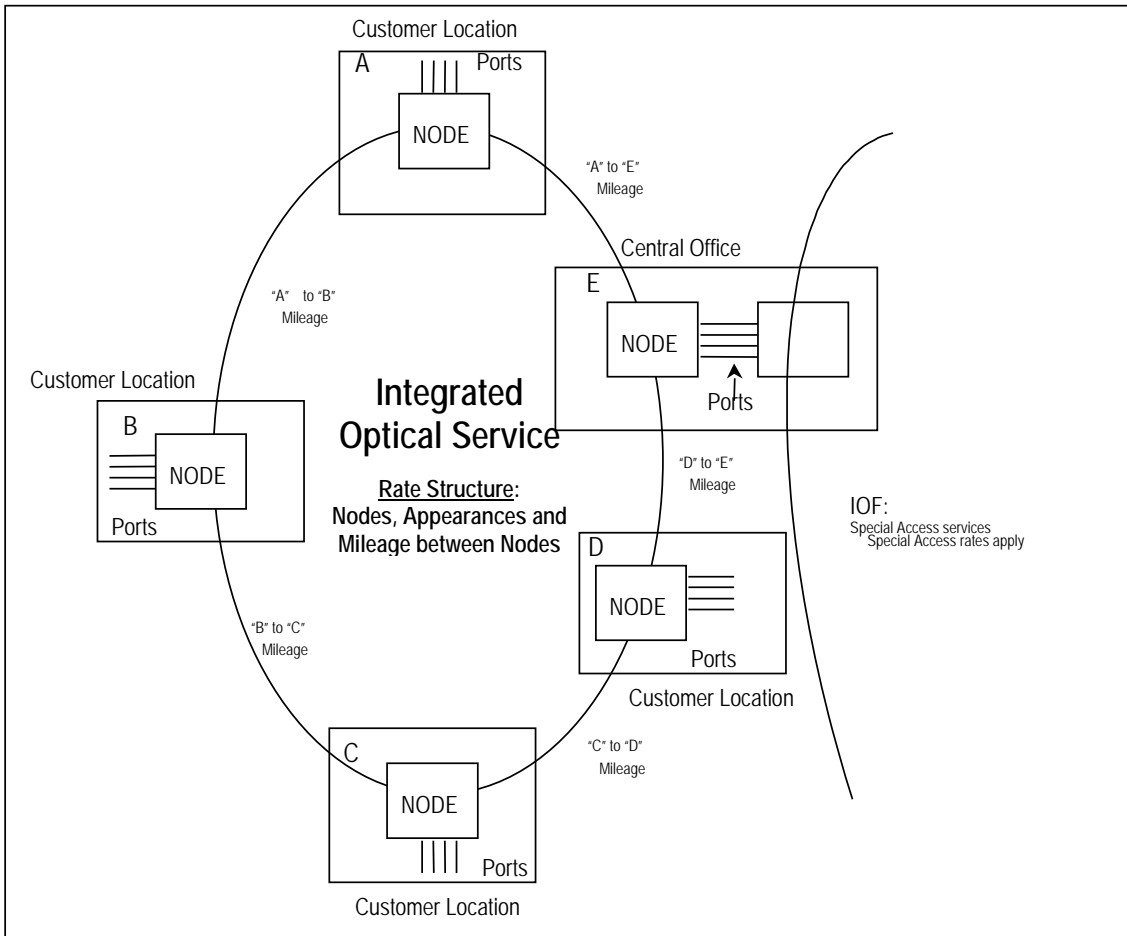 Customer Location
A
Ports
NODE
“A” to “E”
Mileage
Central Office
E
NODE
Ports
“A” to “B”
Mileage
Customer Location
B
NODE
Ports
Integrated
Optical Service
Rate Structure:
Nodes, Appearances and
Mileage between Nodes
“D” to “E”
Mileage
IOF:
Special Access services
Special Access rates apply
D
NODE
Ports
Customer Location
“B” to “C”
Mileage
“C” to “D”
Mileage
C
NODE
Ports
Customer Location